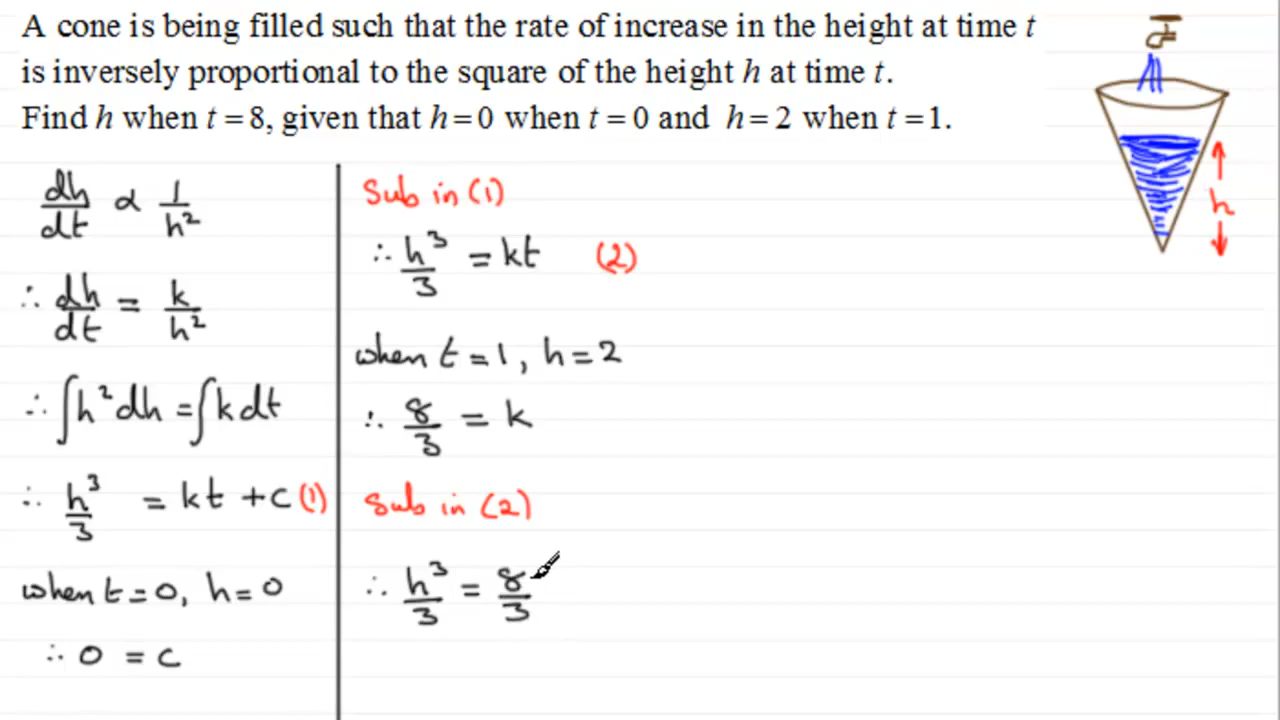 A cone is being filled such that the rate of increase in the height at time t
is inversely proportional to the square of the height h at time t.
Find h when t = 8, given that h = 0 when t = 0 and h = 2 when t = 1.
dh/dt ∝ 1/h²
∴ dh/dt = k/h²
∴ ∫h² dh = ∫k dt
∴ h³/3 = kt + c (1)
when t = 0, h = 0
∴ 0 = c
Sub in (1)
∴ h³/3 = kt (2)
when t = 1, h = 2
∴ 8/3 = k
Sub in (2)
∴ h³/3 = 8/3
h